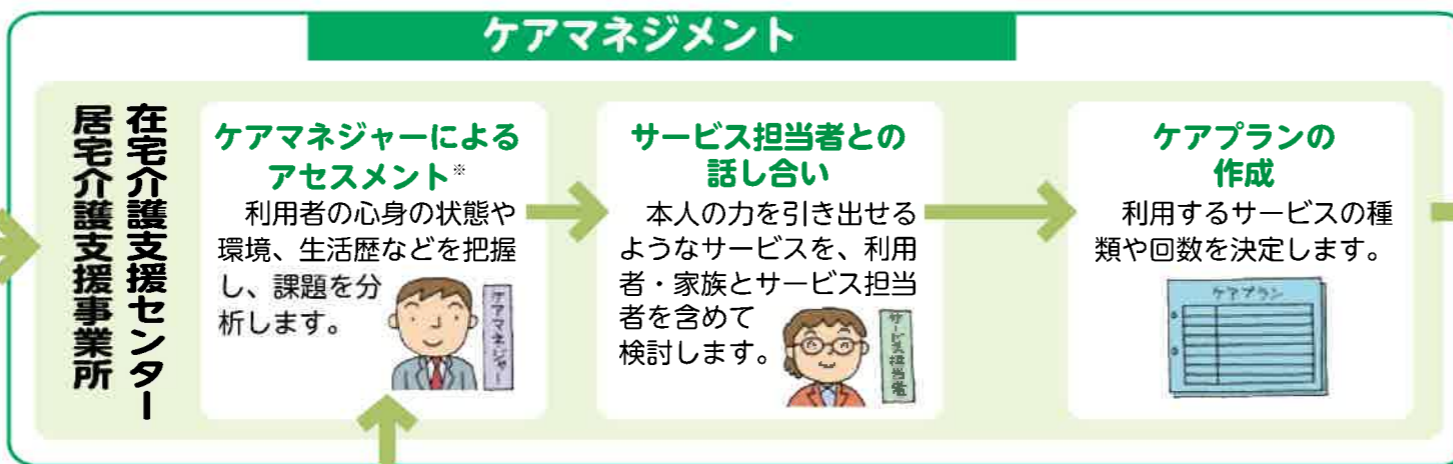 ケアマネジメント
在宅介護支援センター
居宅介護支援事業所
ケアマネジャーによる
アセスメント※
利用者の心身の状態や
環境、生活歴などを把握
し、課題を分
析します。
ケアマネジャー
サービス担当者との
話し合い
本人の力を引き出せる
ようなサービスを、利用
者・家族とサービス担当
者を含めて
検討します。
サービス担当者
ケアプランの
作成
利用するサービスの種
類や回数を決定します。
ケアプラン